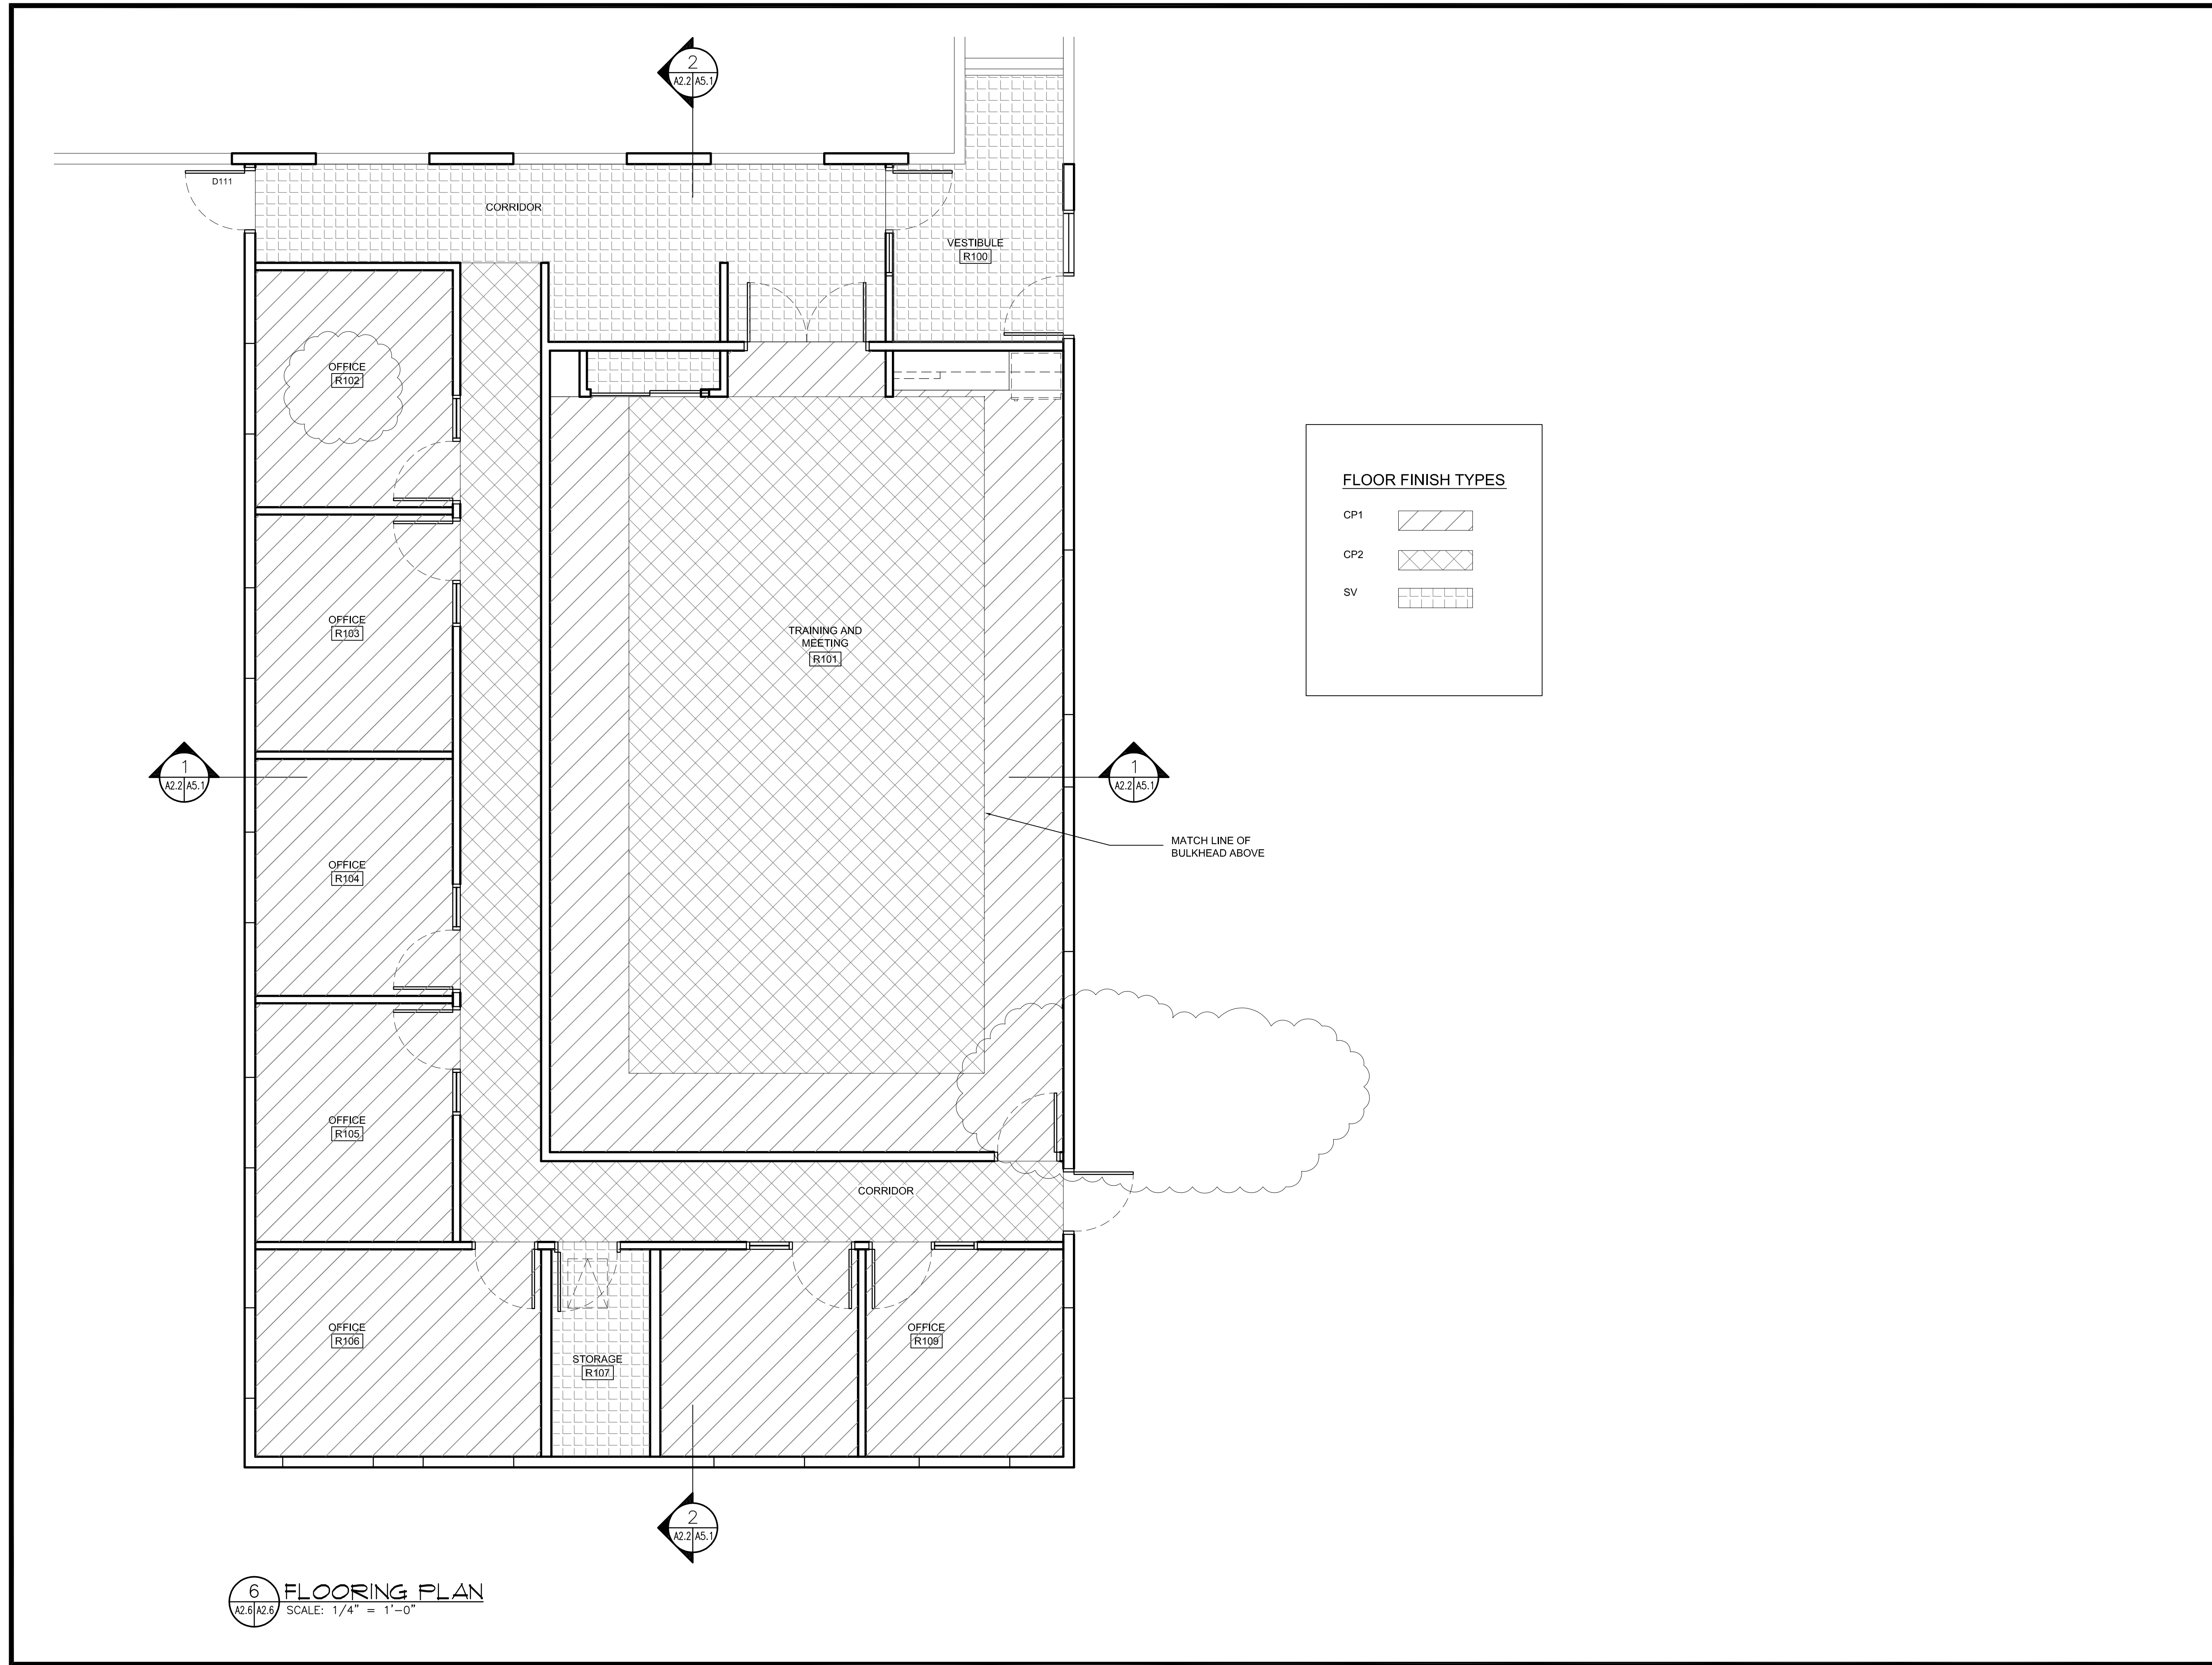 2
A2.2 A5.1
D111
CORRIDOR
VESTIBULE
R100
OFFICE
R102
FLOOR FINISH TYPES
CP1
CP2
SV
OFFICE
R103
TRAINING AND
MEETING
R101
1
A2.2 A5.1
1
A2.2 A5.1
MATCH LINE OF
BULKHEAD ABOVE
OFFICE
R104
OFFICE
R105
CORRIDOR
OFFICE
R106
STORAGE
R107
OFFICE
R109
2
A2.2 A5.1
6
A2.6 A2.6
FLOORING PLAN
SCALE: 1/4" = 1'-0"